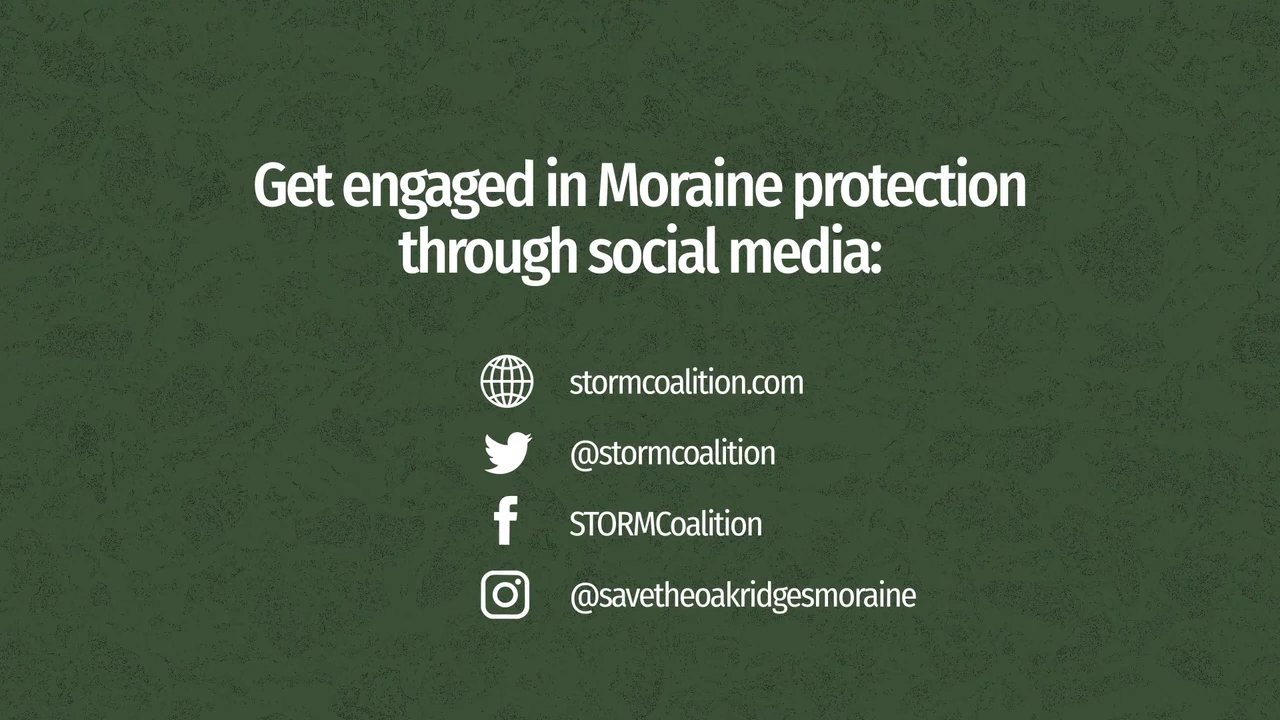 Get engaged in Moraine protection
through social media:
stormcoalition.com
@stormcoalition
STORMCoalition
@savetheoakridgesmoraine